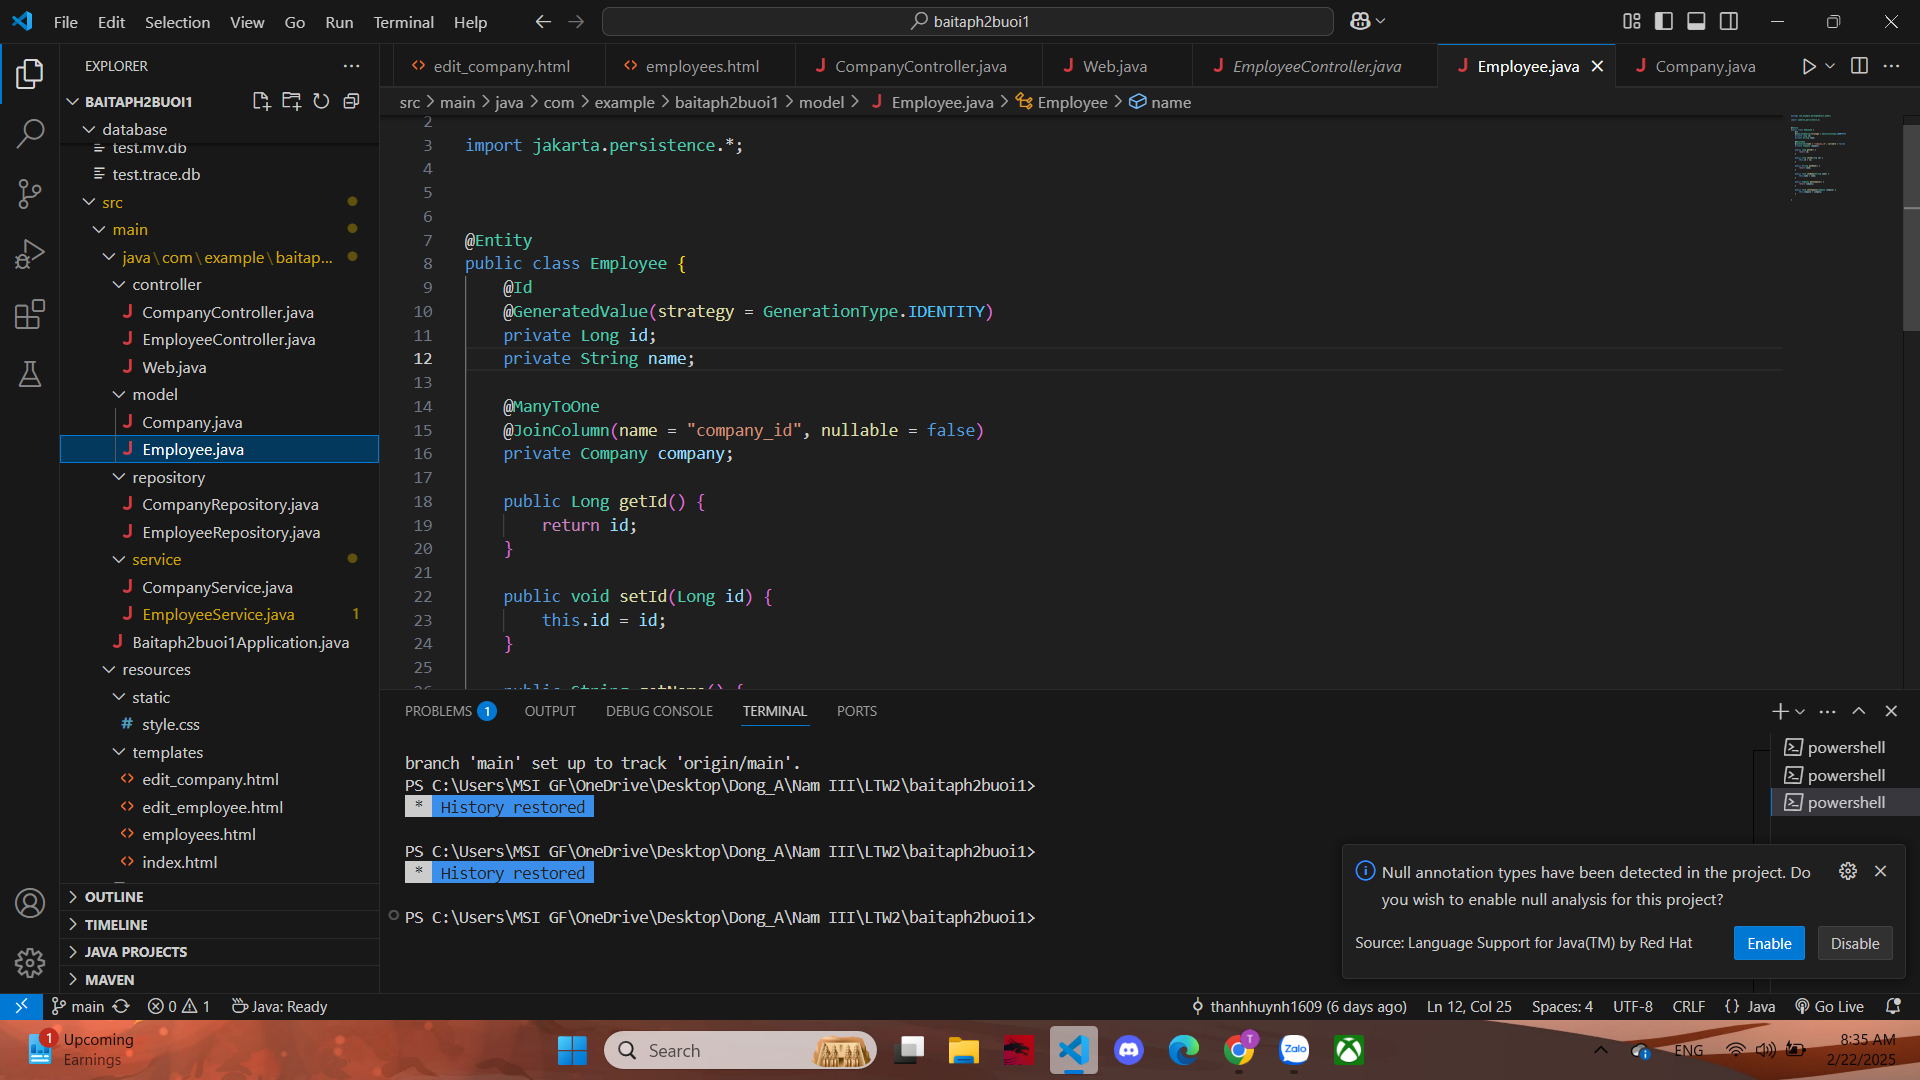 File Edit Selection View Go Run Terminal Help
baitaph2buoi1
EXPLORER
BAITAPH2BUOI1
database
test.mv.db
test.trace.db
src
main
java\com\example\baitap...
controller
CompanyController.java
EmployeeController.java
Web.java
model
Company.java
Employee.java
repository
CompanyRepository.java
EmployeeRepository.java
service
CompanyService.java
EmployeeService.java 1
Baitaph2buoi1Application.java
resources
static
style.css
templates
edit_company.html
edit_employee.html
employees.html
index.html
OUTLINE
TIMELINE
JAVA PROJECTS
MAVEN
edit_company.html employees.html CompanyController.java Web.java EmployeeController.java Employee.java Company.java
src > main > java > com > example > baitaph2buoi1 > model > Employee.java > Employee > name
2
3 import jakarta.persistence.*;
4
5
6
7 @Entity
8 public class Employee {
9 @Id
10 @GeneratedValue(strategy = GenerationType.IDENTITY)
11 private Long id;
12 private String name;
13
14 @ManyToOne
15 @JoinColumn(name = "company_id", nullable = false)
16 private Company company;
17
18 public Long getId() {
19 return id;
20 }
21
22 public void setId(Long id) {
23 this.id = id;
24 }
25
26 public String getName() {
PROBLEMS 1 OUTPUT DEBUG CONSOLE TERMINAL PORTS
branch 'main' set up to track 'origin/main'.
PS C:\Users\MSI GF\OneDrive\Desktop\Dong_A\Nam III\LTW2\baitaph2buoi1>
* History restored
PS C:\Users\MSI GF\OneDrive\Desktop\Dong_A\Nam III\LTW2\baitaph2buoi1>
* History restored
PS C:\Users\MSI GF\OneDrive\Desktop\Dong_A\Nam III\LTW2\baitaph2buoi1>
powershell
powershell
powershell
Null annotation types have been detected in the project. Do
you wish to enable null analysis for this project?
Source: Language Support for Java(TM) by Red Hat
Enable Disable
main 0 1 Java: Ready
thanhhuynh1609 (6 days ago) Ln 12, Col 25 Spaces: 4 UTF-8 CRLF {} Java Go Live
1 Upcoming
Earnings
Search
T
Zalo
ENG
8:35 AM
2/22/2025